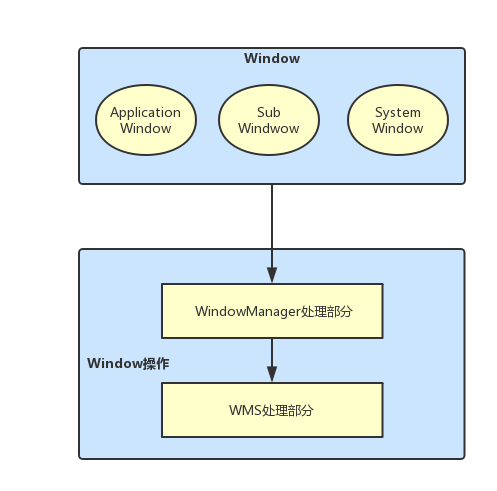 Window
Application
Window
Sub
Windwow
System
Window
WindowManager处理部分
Window操作
WMS处理部分